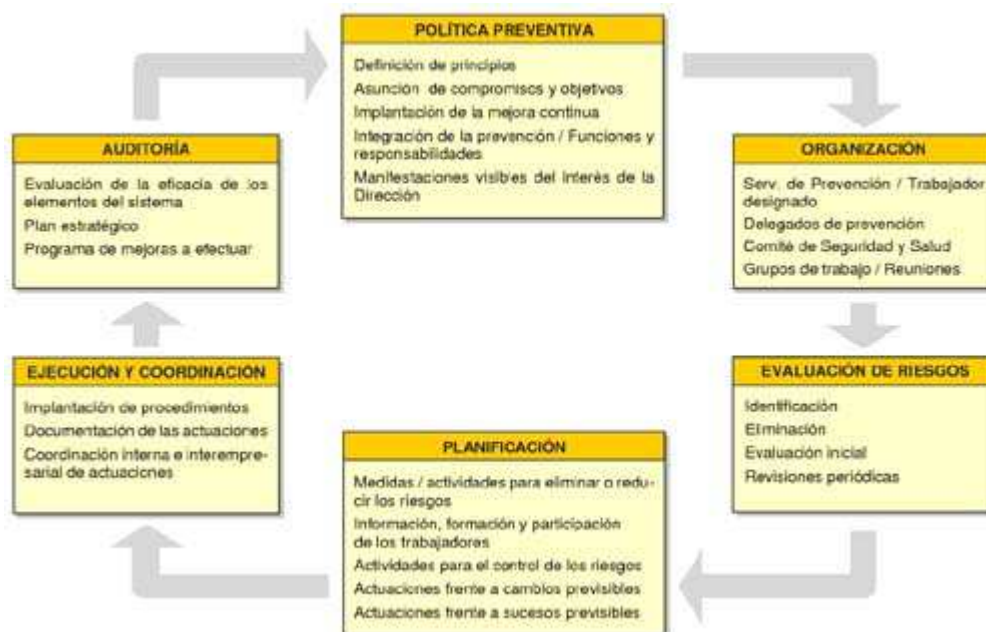 POLÍTICA PREVENTIVA
Definición de principios
Asunción de compromisos y objetivos
Implantación de la mejora continua
Integración de la prevención / Funciones y
responsabilidades
Manifestaciones visibles del interés de la
Dirección
ORGANIZACIÓN
Serv. de Prevención / Trabajador
designado
Delegados de prevención
Comité de Seguridad y Salud
Grupos de trabajo / Reuniones
EVALUACIÓN DE RIESGOS
Identificación
Eliminación
Evaluación inicial
Revisiones periódicas
PLANIFICACIÓN
Medidas / actividades para eliminar o redu-
cir los riesgos
Información, formación y participación
de los trabajadores
Actividades para el control de los riesgos
Actuaciones frente a cambios previsibles
Actuaciones frente a sucesos previsibles
EJECUCIÓN Y COORDINACIÓN
Implantación de procedimientos
Documentación de las actuaciones
Coordinación interna e interempre-
sarial de actuaciones
AUDITORÍA
Evaluación de la eficacia de los
elementos del sistema
Plan estratégico
Programa de mejoras a efectuar